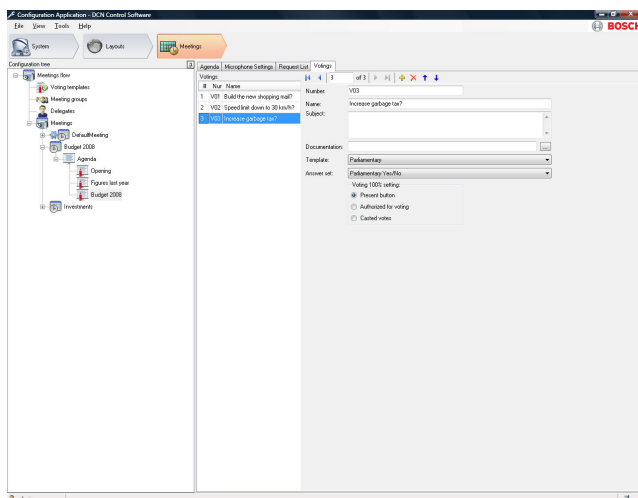 Configuration Application - DCN Control Software
File View Tools Help
BOSCH
System Layouts Meetings
Configuration tree
Meetings flow
Voting templates
Meeting groups
Delegates
Meetings
DefaultMeeting
Budget 2008
Agenda
Opening
Figures last year
Budget 2008
Investments
Agenda Microphone Settings Request List Votings
Votings:
# Nur Name
1 V01 Build the new shopping mall?
2 V02 Speed limit down to 38 km/h?
3 V03 Increase garbage tax?
3 of 3
Number: V03
Name: Increase garbage tax?
Subject:
Documentation: ...
Template: Parliamentary
Answer set: Parliamentary Yes/No
Voting 100% setting:
Present button
Authorized for voting
Casted votes